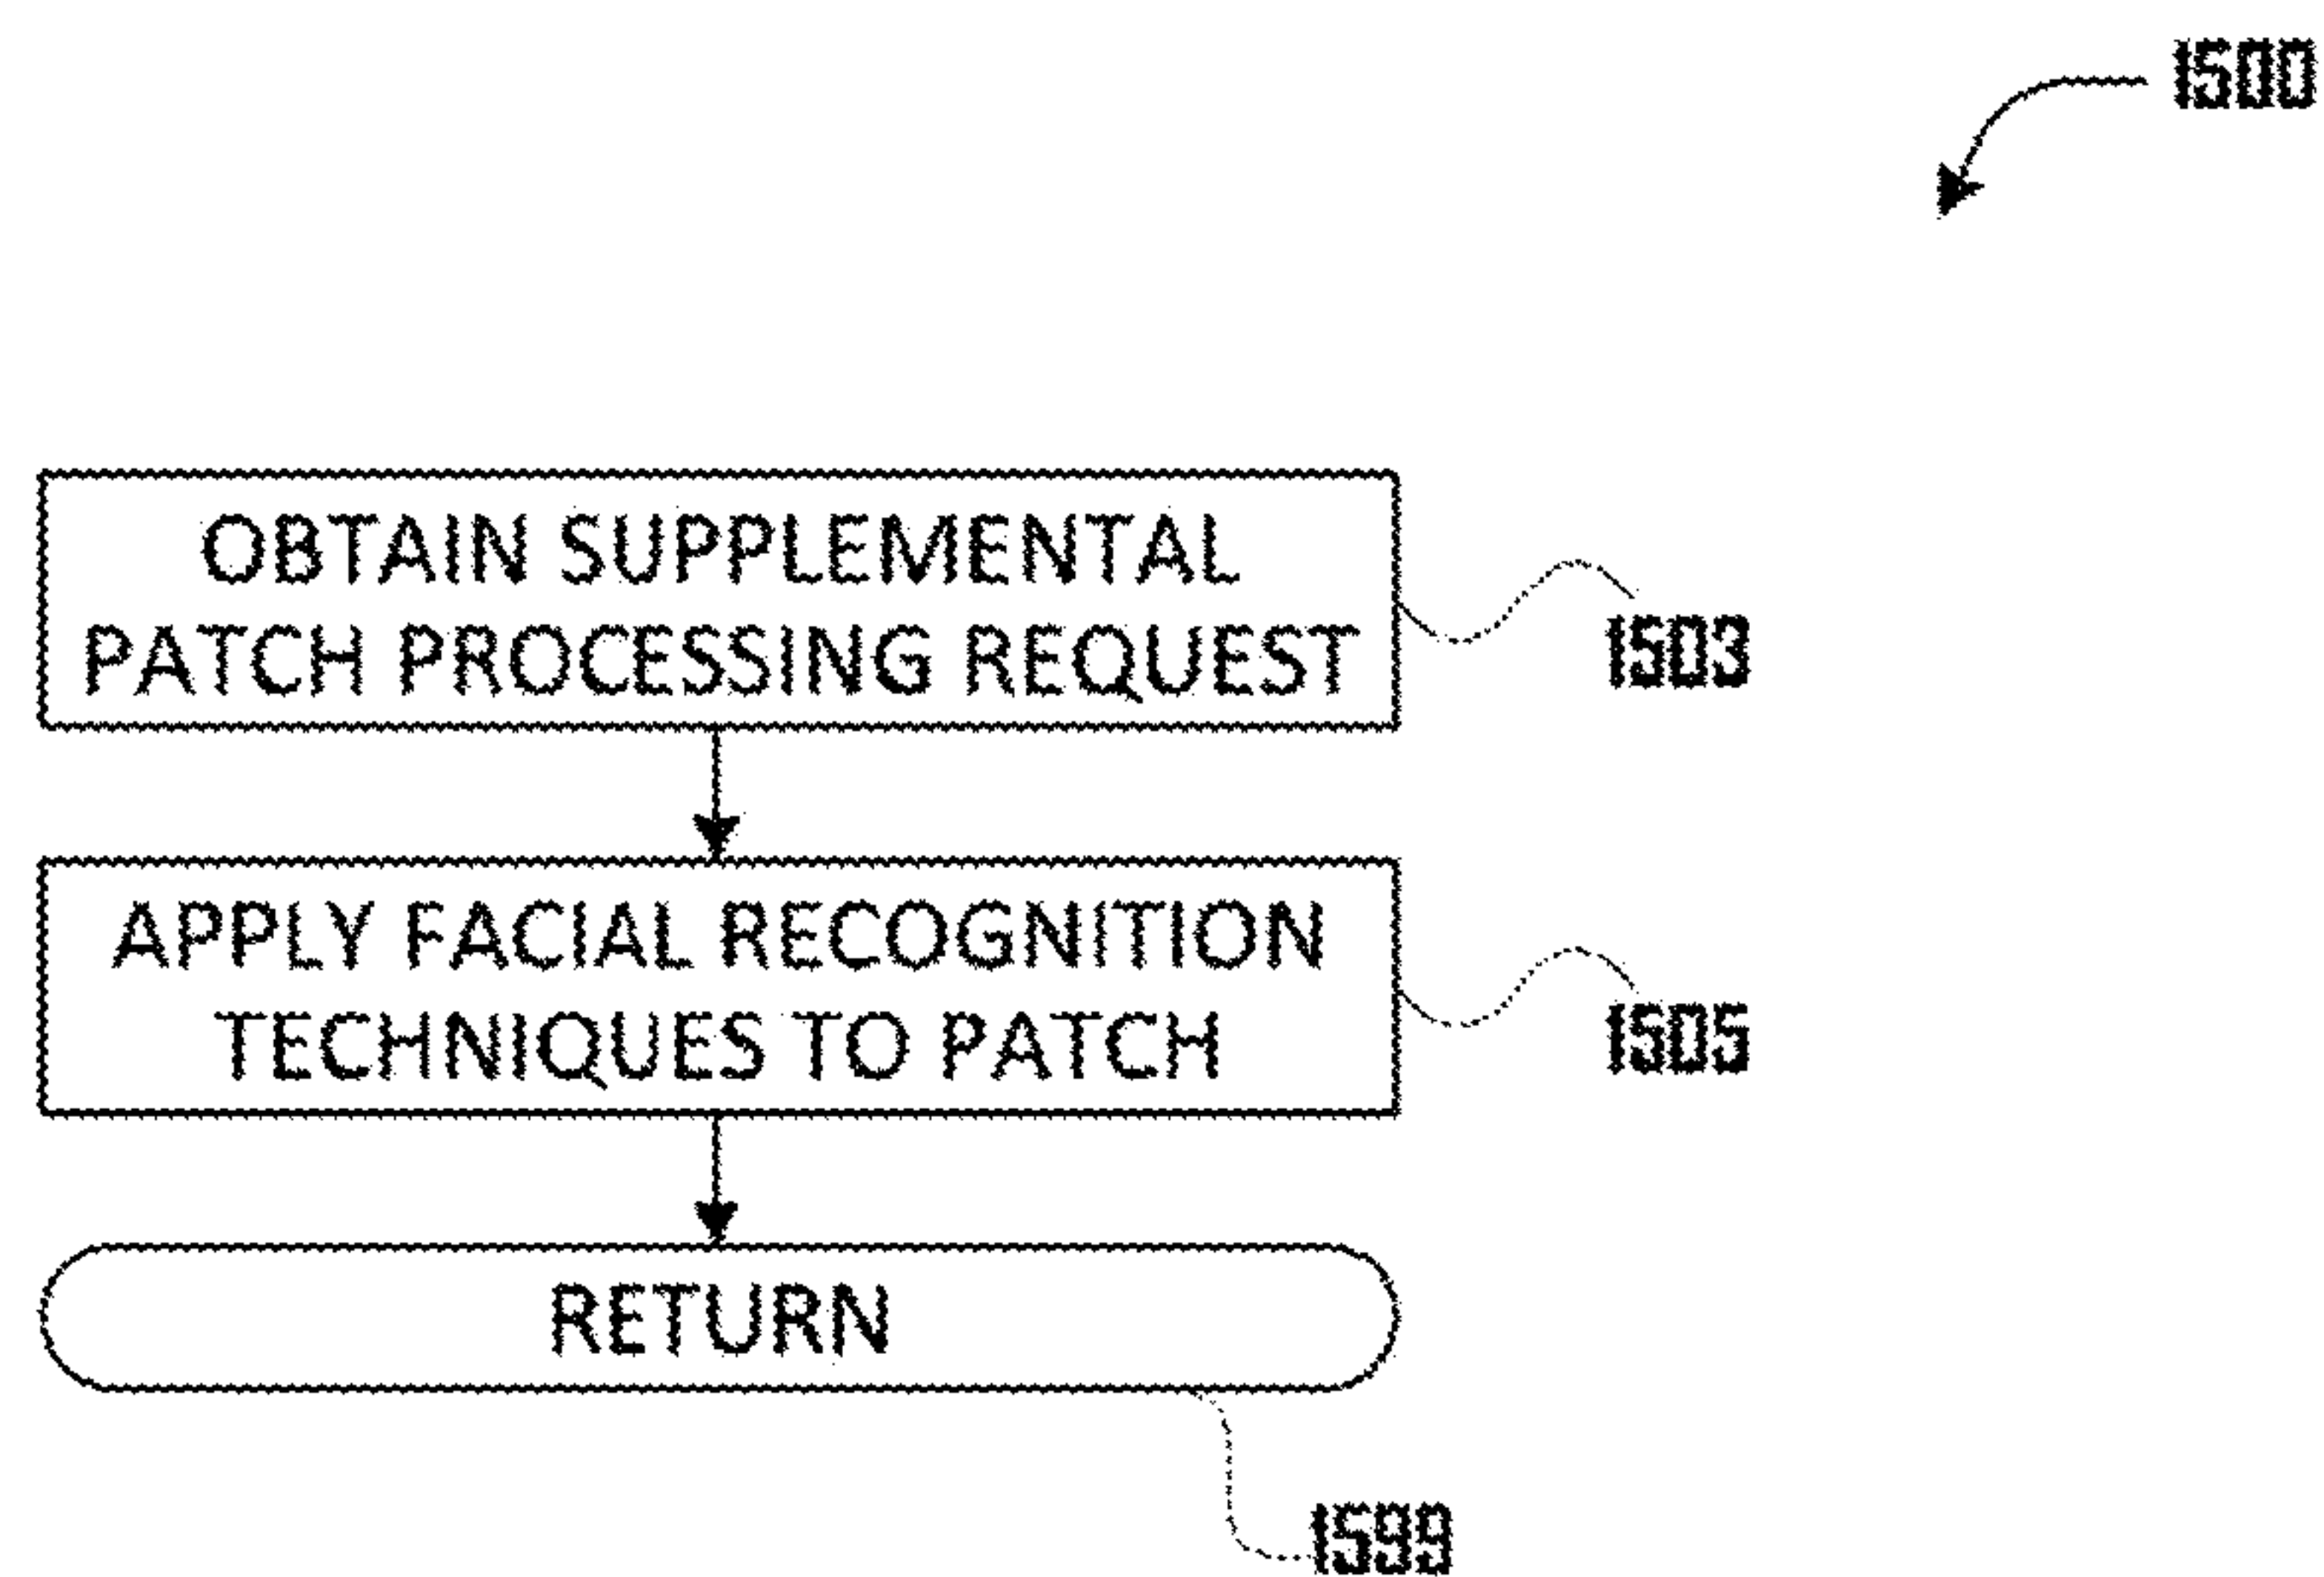 1500
OBTAIN SUPPLEMENTAL
PATCH PROCESSING REQUEST
1503
APPLY FACIAL RECOGNITION
TECHNIQUES TO PATCH
1505
RETURN
1599